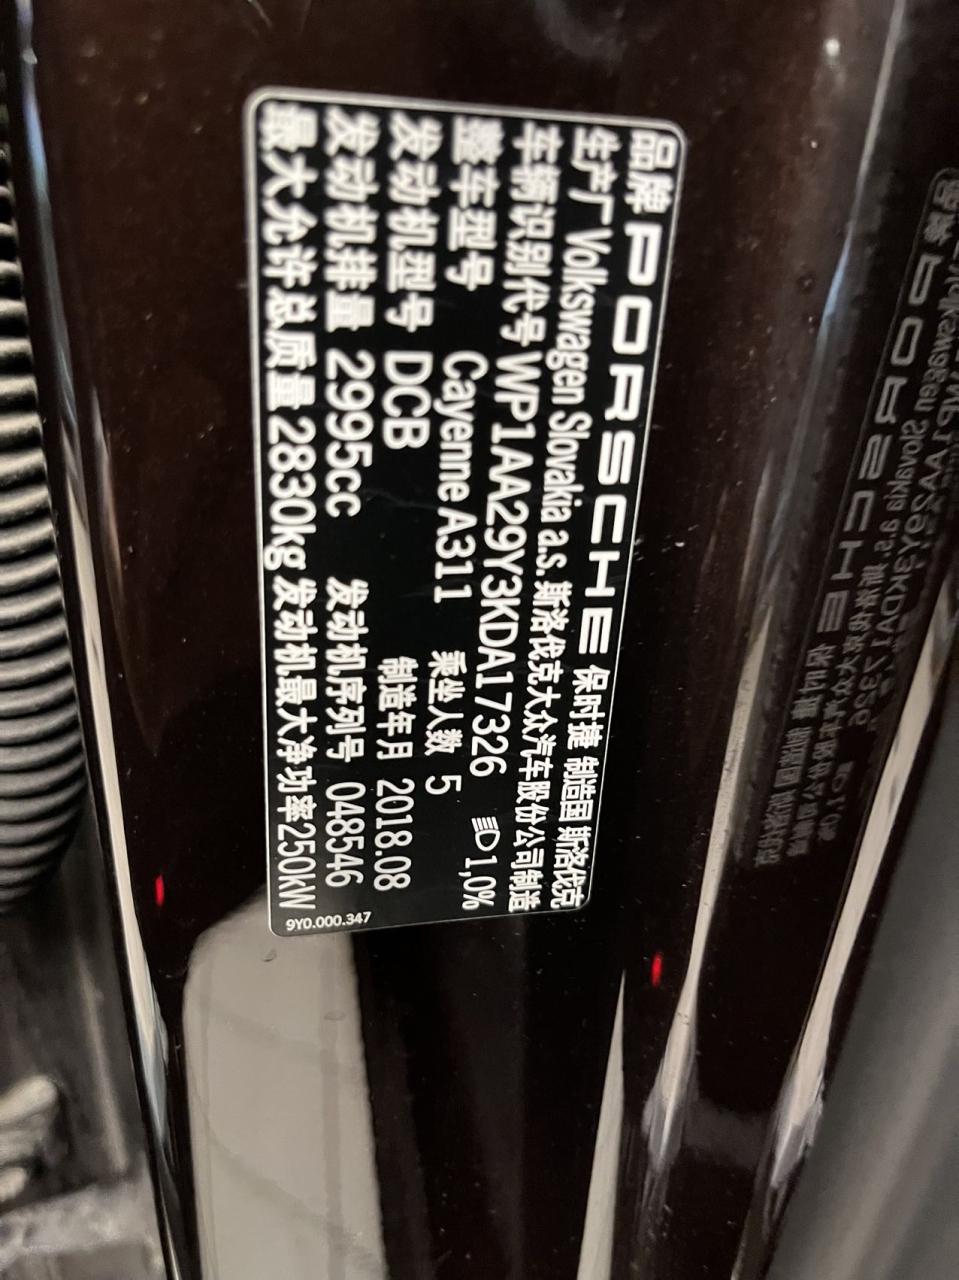 品牌 PORSCHE 保时捷 制造国 斯洛伐克
生产厂 Volkswagen Slovakia a.s. 斯洛伐克大众汽车股份公司制造
车辆识别代号 WP1AA29Y3KDA17326 1,0%
整车型号 Cayenne A311 乘坐人数 5
发动机型号 DCB 制造年月 2018.08
发动机排量 2995cc 发动机序列号 048546
最大允许总质量 2830kg 发动机最大净功率250kW
9Y0.000.347